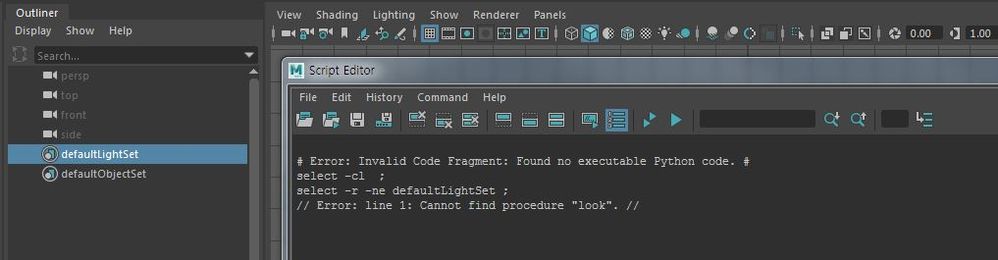 Outliner
Display Show Help
Search...
persp
top
front
side
defaultLightSet
defaultObjectSet
View Shading Lighting Show Renderer Panels
0.00 1.00
M Script Editor
File Edit History Command Help
# Error: Invalid Code Fragment: Found no executable Python code. #
select -cl  ;
select -r -ne defaultLightSet ;
// Error: line 1: Cannot find procedure "look". //